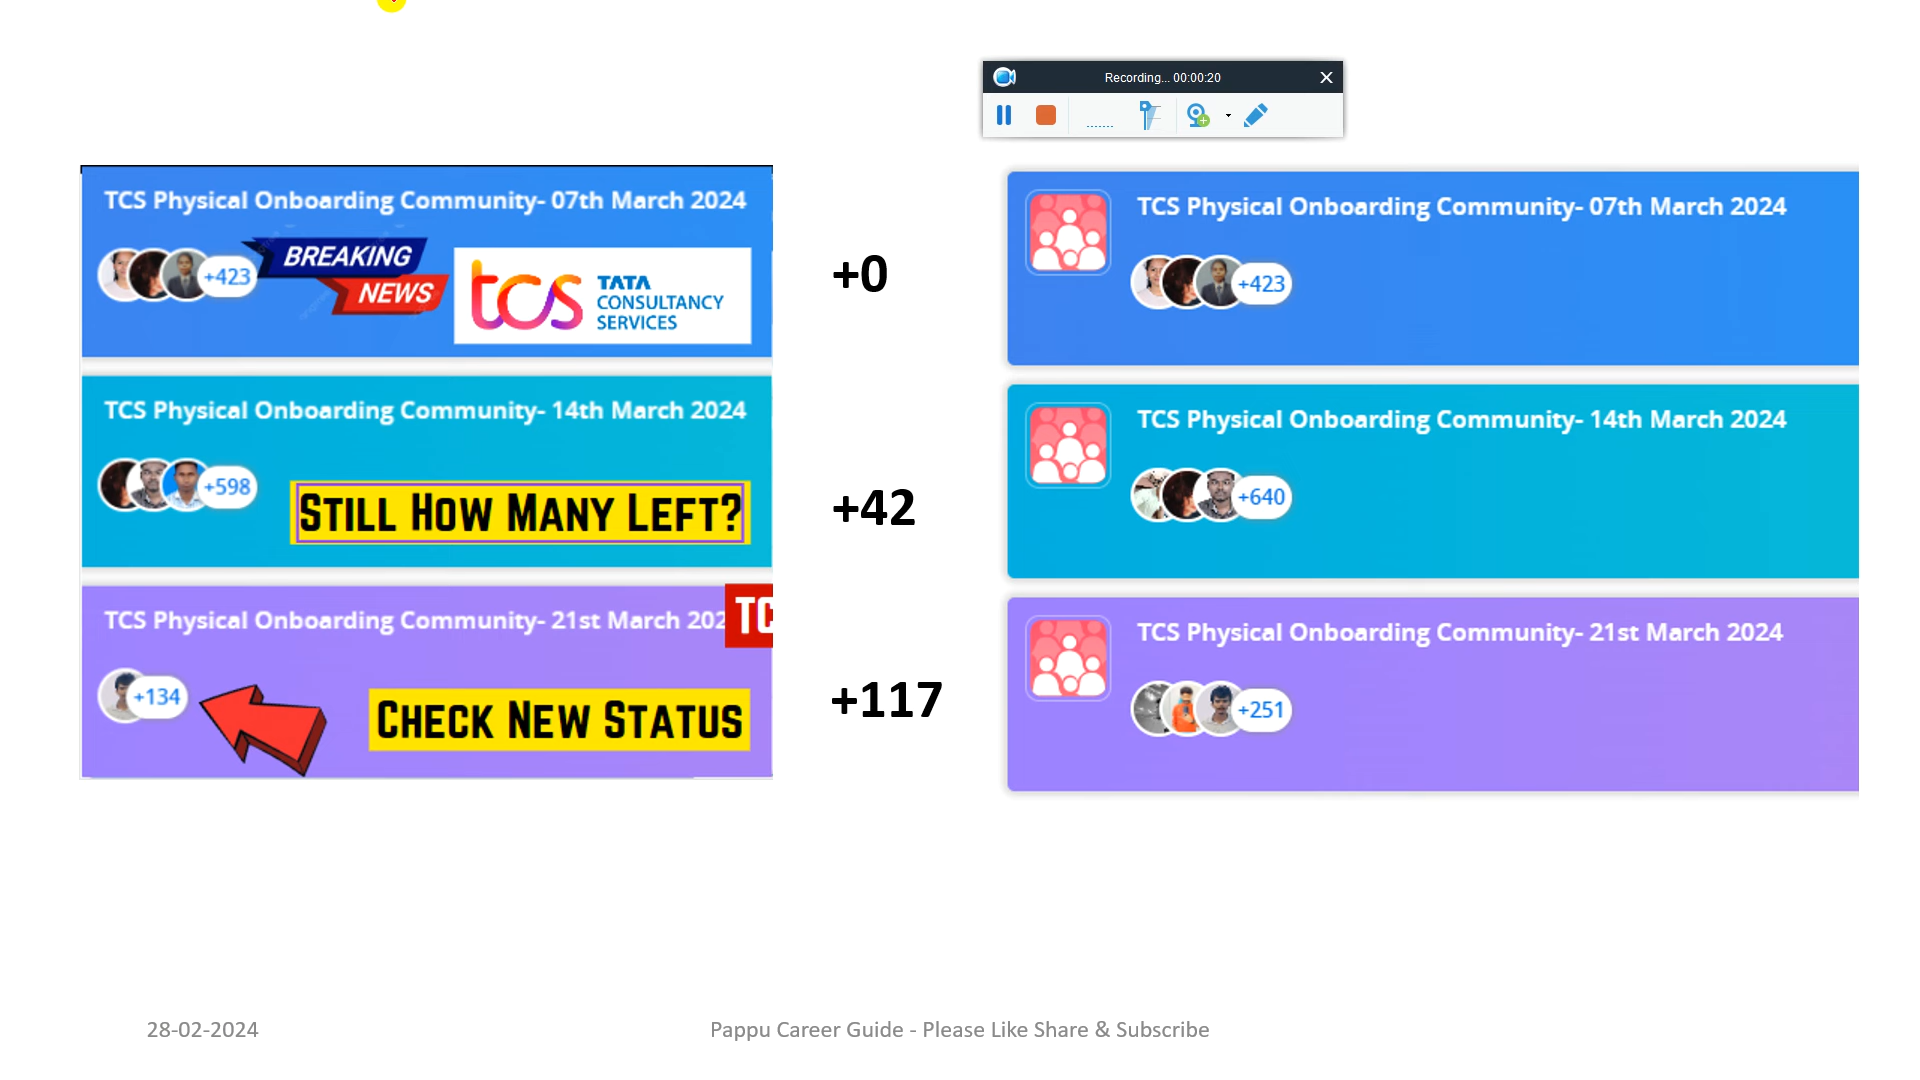 Recording... 00:00:20
TCS Physical Onboarding Community- 07th March 2024
+423
BREAKING
NEWS
tcs
TATA
CONSULTANCY
SERVICES
TCS Physical Onboarding Community- 14th March 2024
+598
STILL HOW MANY LEFT?
TCS Physical Onboarding Community- 21st March 202
TC
+134
CHECK NEW STATUS
+0
+42
+117
TCS Physical Onboarding Community- 07th March 2024
+423
TCS Physical Onboarding Community- 14th March 2024
+640
TCS Physical Onboarding Community- 21st March 2024
+251
28-02-2024
Pappu Career Guide - Please Like Share & Subscribe